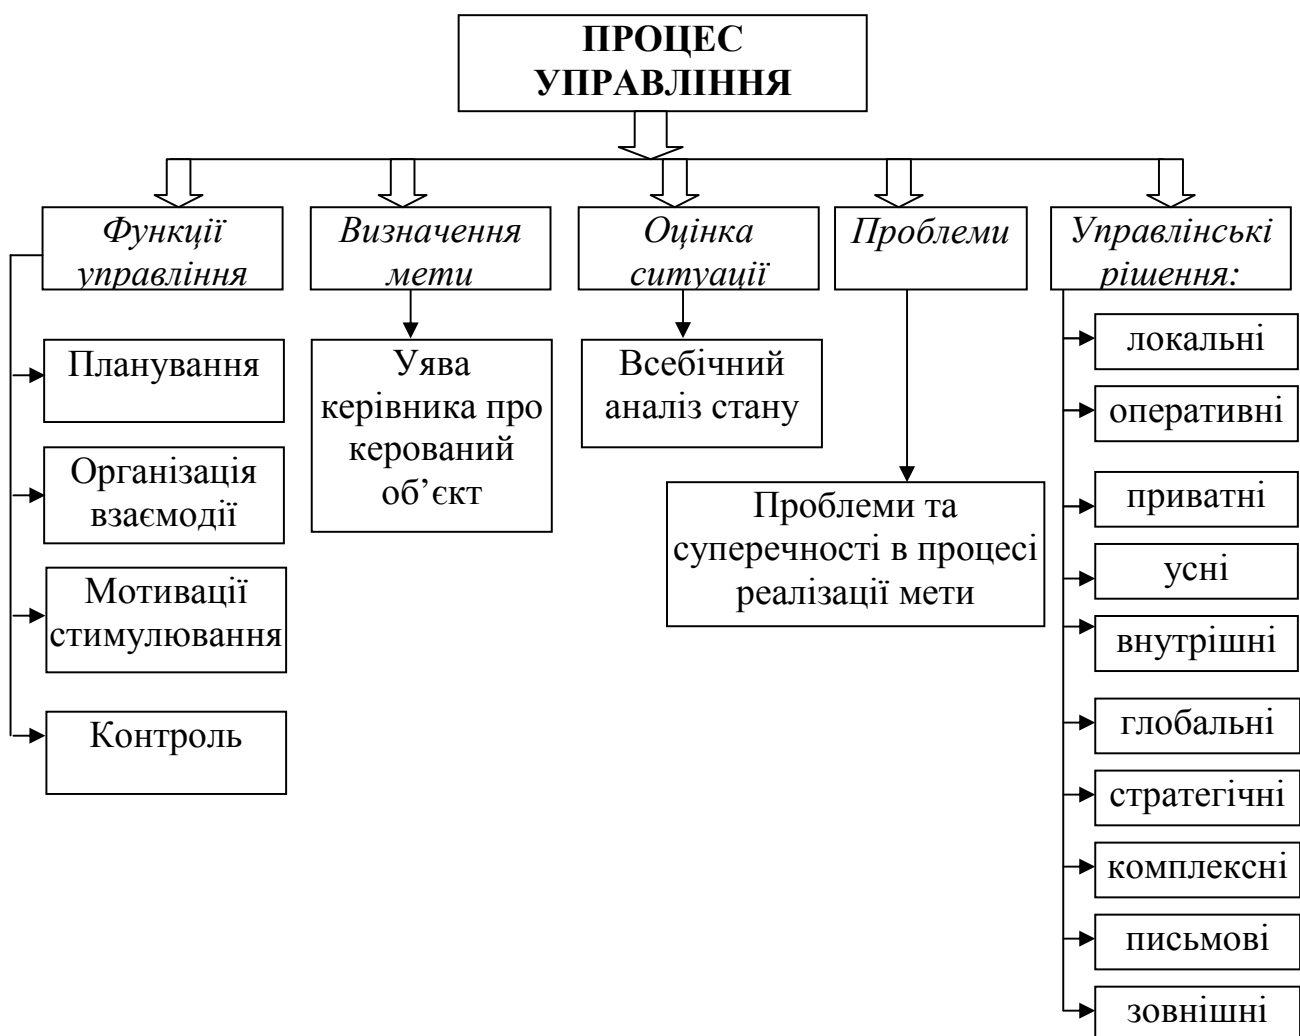 ПРОЦЕС
УПРАВЛІННЯ
Функції
управління
Визначення
мети
Оцінка
ситуації
Проблеми
Управлінські
рішення:
Планування
Організація
взаємодії
Мотивації
стимулювання
Контроль
Уява
керівника про
керований
об’єкт
Всебічний
аналіз стану
Проблеми та
суперечності в процесі
реалізації мети
локальні
оперативні
приватні
усні
внутрішні
глобальні
стратегічні
комплексні
письмові
зовнішні